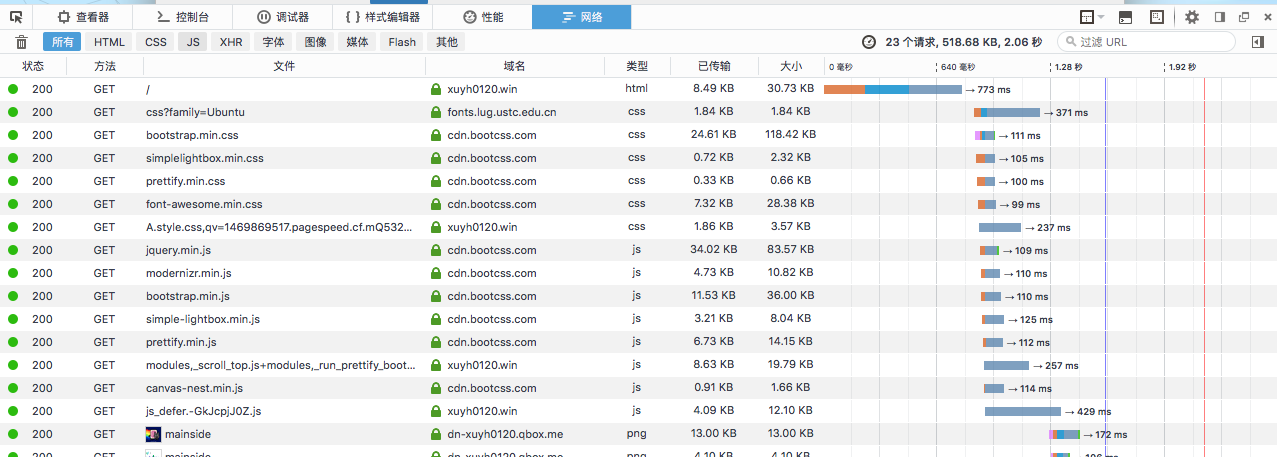 查看器 控制台 调试器 { } 样式编辑器 性能 网络
所有 HTML CSS JS XHR 字体 图像 媒体 Flash 其他 23 个请求, 518.68 KB, 2.06 秒 过滤 URL
状态 方法 文件 域名 类型 已传输 大小 0 毫秒 640 毫秒 1.28 秒 1.92 秒
200 GET / xuyh0120.win html 8.49 KB 30.73 KB → 773 ms
200 GET css?family=Ubuntu fonts.lug.ustc.edu.cn css 1.84 KB 1.84 KB → 371 ms
200 GET bootstrap.min.css cdn.bootcss.com css 24.61 KB 118.42 KB → 111 ms
200 GET simplelightbox.min.css cdn.bootcss.com css 0.72 KB 2.32 KB → 105 ms
200 GET prettify.min.css cdn.bootcss.com css 0.33 KB 0.66 KB → 100 ms
200 GET font-awesome.min.css cdn.bootcss.com css 7.32 KB 28.38 KB → 99 ms
200 GET A.style.css,qv=1469869517.pagespeed.cf.mQ532... xuyh0120.win css 1.86 KB 3.57 KB → 237 ms
200 GET jquery.min.js cdn.bootcss.com js 34.02 KB 83.57 KB → 109 ms
200 GET modernizr.min.js cdn.bootcss.com js 4.73 KB 10.82 KB → 110 ms
200 GET bootstrap.min.js cdn.bootcss.com js 11.53 KB 36.00 KB → 110 ms
200 GET simple-lightbox.min.js cdn.bootcss.com js 3.21 KB 8.04 KB → 125 ms
200 GET prettify.min.js cdn.bootcss.com js 6.73 KB 14.15 KB → 112 ms
200 GET modules,_scroll_top.js+modules,_run_prettify_boot... xuyh0120.win js 8.63 KB 19.79 KB → 257 ms
200 GET canvas-nest.min.js cdn.bootcss.com js 0.91 KB 1.66 KB → 114 ms
200 GET js_defer.-GkJcpjJ0Z.js xuyh0120.win js 4.09 KB 12.10 KB → 429 ms
200 GET mainside dn-xuyh0120.qbox.me png 13.00 KB 13.00 KB → 172 ms
200 GET mainside dn-xuyh0120.qbox.me png 4.10 KB 4.10 KB → 106 ms